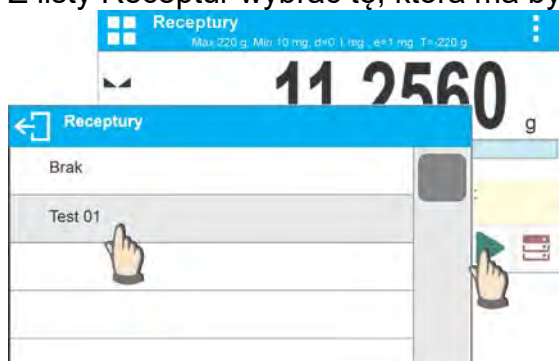 Z listy Receptur wybrać tę, która ma by
Receptury
Max 220 g, Min 10 mg, d=0.1 mg , e=1 mg T=-220 g
11.2560
g
Receptury
Brak
Test 01
: